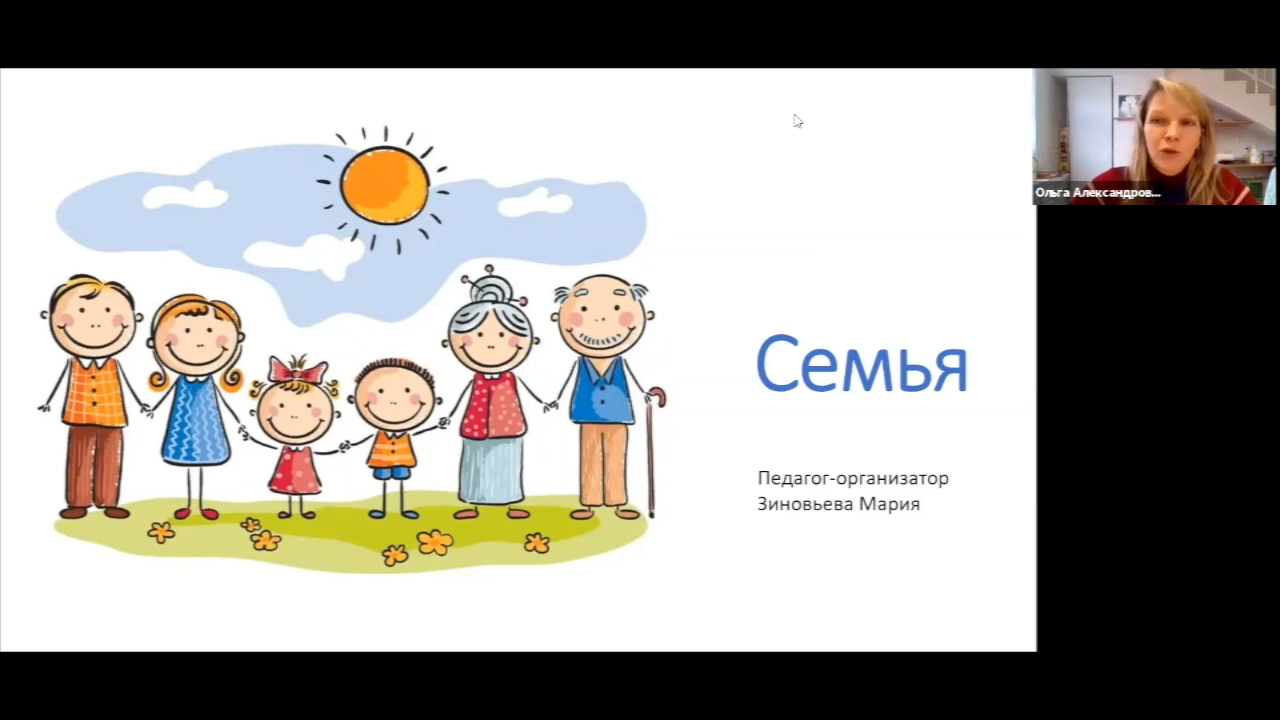 Ольга Александров...
Семья
Педагог-организатор
Зиновьева Мария